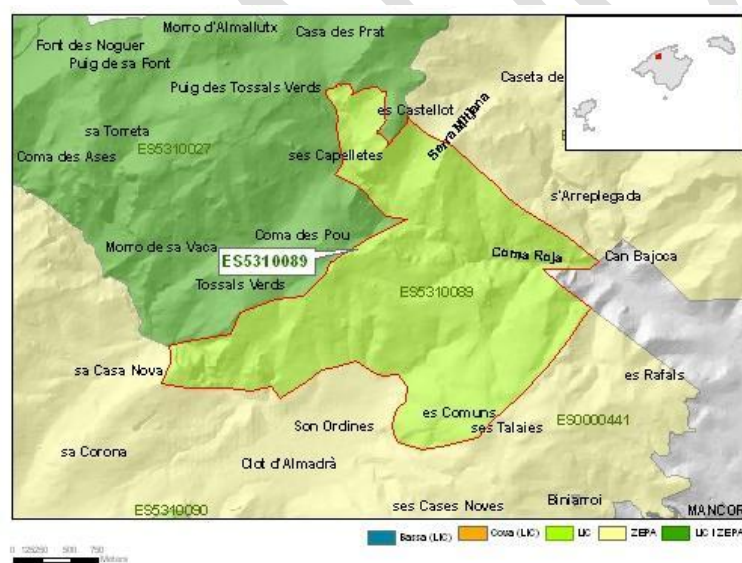 Morro d'Almallutx
Casa des Prat
Font des Noguer
Puig de sa Font
Puig des Tossals Verds
Caseta de
es Castellot
Serra Mitjana
sa Torreta
ES5310027
ses Capelletes
Coma des Ases
s'Arreplegada
Coma des Pou
Morro de sa Vaca
ES5310089
Coma Roja
Can Bajoca
Tossals Verds
ES5310089
sa Casa Nova
es Rafals
es Comuns
Son Ordines
ses Talaies
ES0000441
sa Corona
Clot d'Almadrà
ses Cases Noves
Biniarroi
ES5310090
MANCOR
Bassa (LIC)
Cova (LIC)
LIC
ZEPA
LIC I ZEPA
500
750
Meters